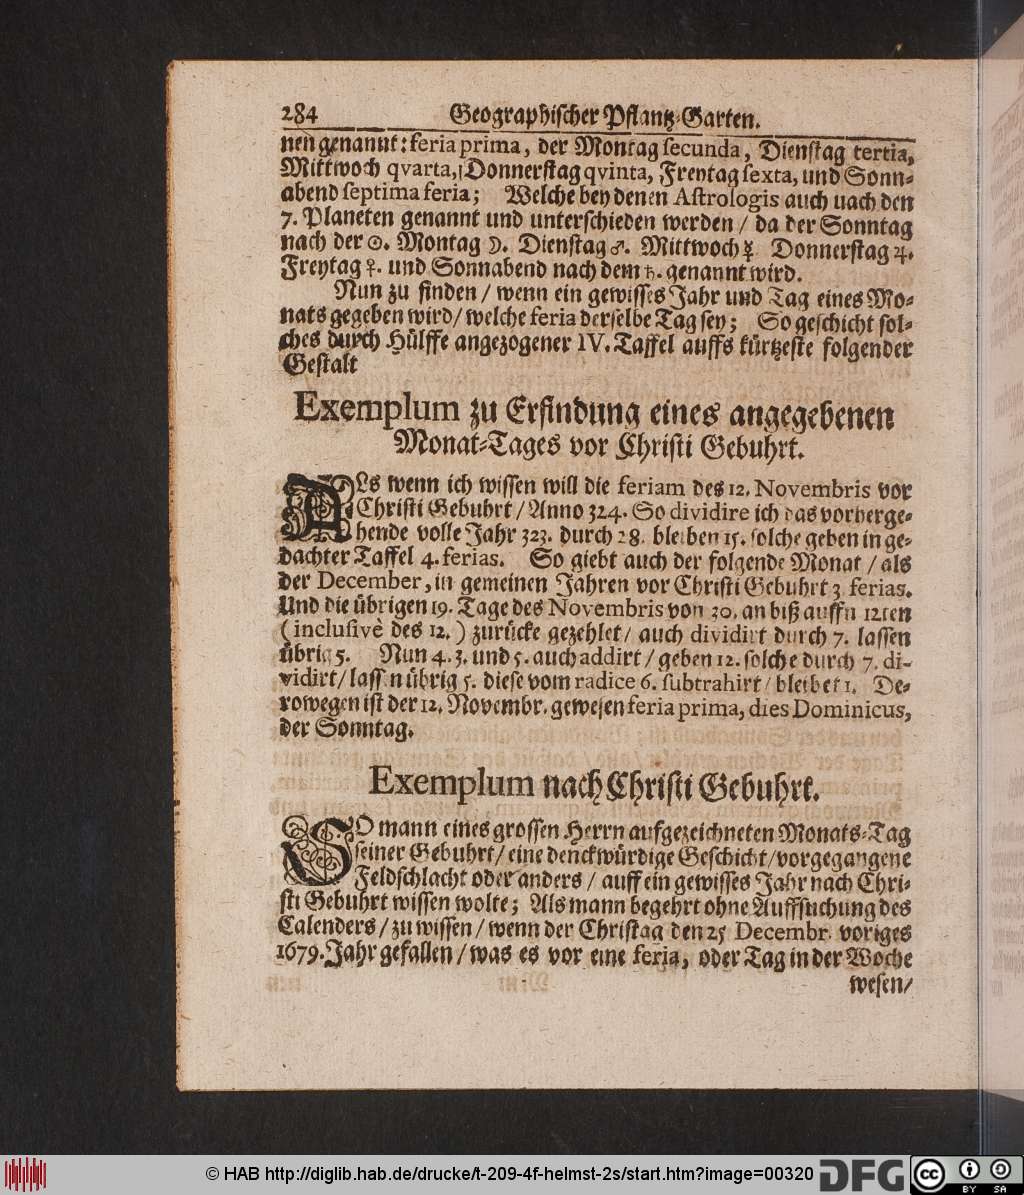 284 Geographischer Pflantz-Garten.
nen genannt: feria prima, der Montag secunda, Dienstag tertia,
Mittwoch qvarta, Donnerstag qvinta, Freytag sexta, und Sonn-
abend septima feria; Welche bey denen Astrologis auch uach den
7. Planeten genannt und unterschieden werden / da der Sonntag
nach der ☉. Montag ☽. Dienstag ♂. Mittwoch ☿ Donnerstag ♃.
Freytag ♀. und Sonnabend nach dem ♄. genannt wird.
Nun zu finden / wenn ein gewisses Jahr und Tag eines Mo-
nats gegeben wird / welche feria derselbe Tag sey; So geschicht sol-
ches durch Hülffe angezogener IV. Taffel auffs kürtzeste folgender
Gestalt
Exemplum zu Erfindung eines angegebenen
Monat-Tages vor Christi Gebuhrt.
ALs wenn ich wissen will die feriam des 12. Novembris vor
Christi Gebuhrt / Anno 324. So dividire ich das vorherge-
hende volle Jahr 323. durch 28. bleiben 15. solche geben in ge-
dachter Taffel 4. ferias. So giebt auch der folgende Monat / als
der December, in gemeinen Jahren vor Christi Gebuhrt 3 ferias.
Und die übrigen 19. Tage des Novembris von 30. an biß auffn 12ten
(inclusivè des 12.) zurücke gezehlet / auch dividirt durch 7. lassen
übrig 5. Nun 4. 3. und 5. auch addirt / geben 12. solche durch 7. di-
vidirt / lassen übrig 5. diese vom radice 6. subtrahirt / bleibet 1. De-
rowegen ist der 12. Novembr. gewesen feria prima, dies Dominicus,
der Sonntag.
Exemplum nach Christi Gebuhrt.
SO mann eines grossen Herrn aufgezeichneten Monats-Tag
seiner Gebuhrt / eine denckwürdige Geschicht / vorgegangene
Feldschlacht oder anders / auff ein gewisses Jahr nach Chri-
sti Gebuhrt wissen wolte; Als mann begehrt ohne Auffsuchung des
Calenders / zu wissen / wenn der Christag den 25 Decembr. voriges
1679. Jahr gefallen / was es vor eine feria, oder Tag in der Woche
wesen /
© HAB http://diglib.hab.de/drucke/t-209-4f-helmst-2s/start.htm?image=00320 DFG cc BY SA